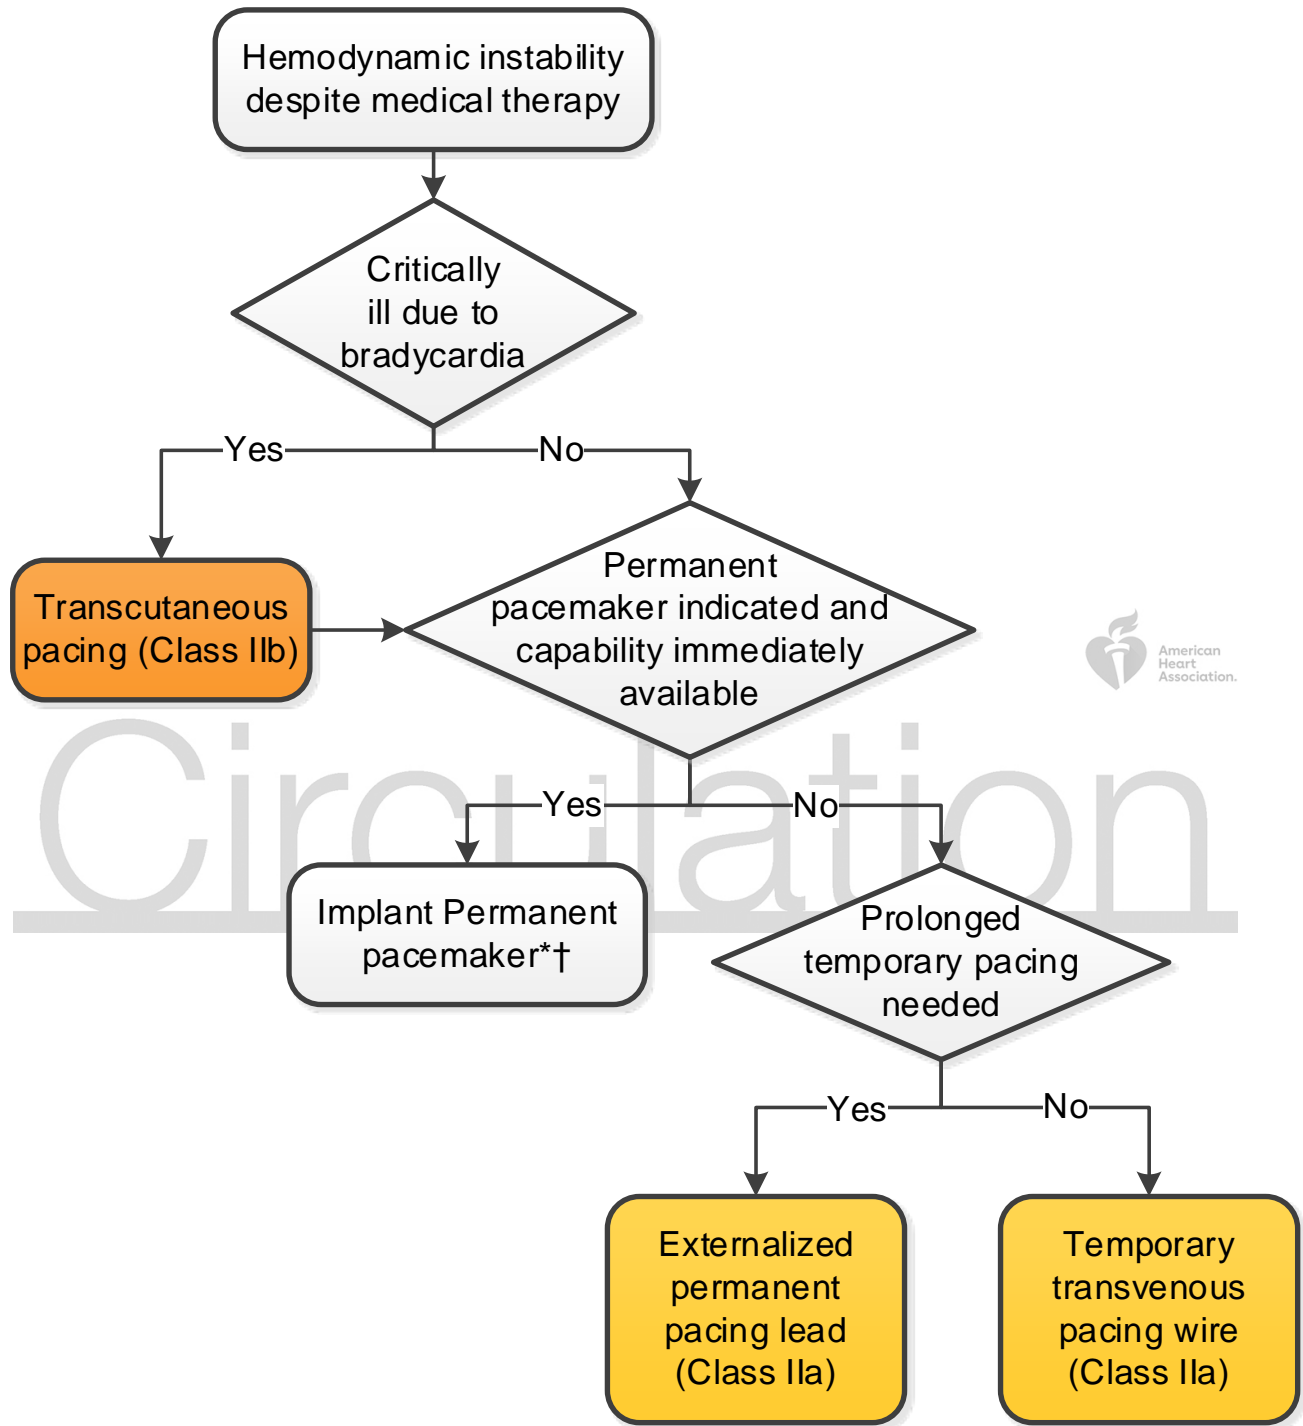 Hemodynamic instability
despite medical therapy
Critically
ill due to
bradycardia
Yes
No
Transcutaneous
pacing (Class IIb)
Permanent
pacemaker indicated and
capability immediately
available
American
Heart
Association.
Circulation
Yes
No
Implant Permanent
pacemaker*†
Prolonged
temporary pacing
needed
Yes
No
Externalized
permanent
pacing lead
(Class IIa)
Temporary
transvenous
pacing wire
(Class IIa)